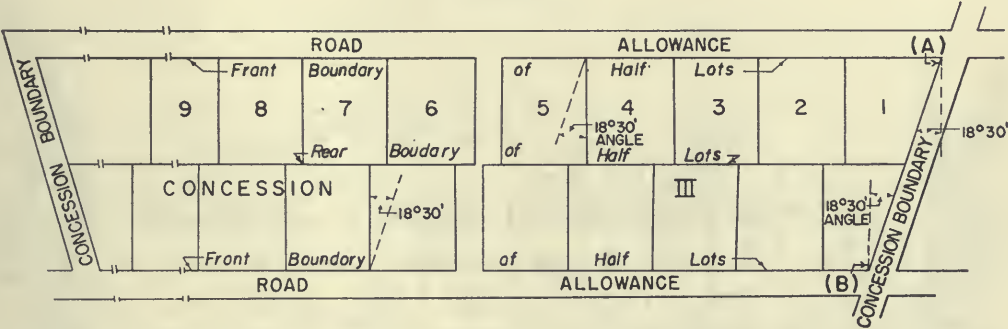 ROAD ALLOWANCE (A)
Front Boundary of Half Lots
9 8 7 6 5 4 3 2 1
18°30'
ANGLE
18°30'
Rear Boudary of Half Lots
CONCESSION III
18°30'
18°30'
ANGLE
Front Boundary of Half Lots
ROAD ALLOWANCE (B)
CONCESSION BOUNDARY
CONCESSION BOUNDARY